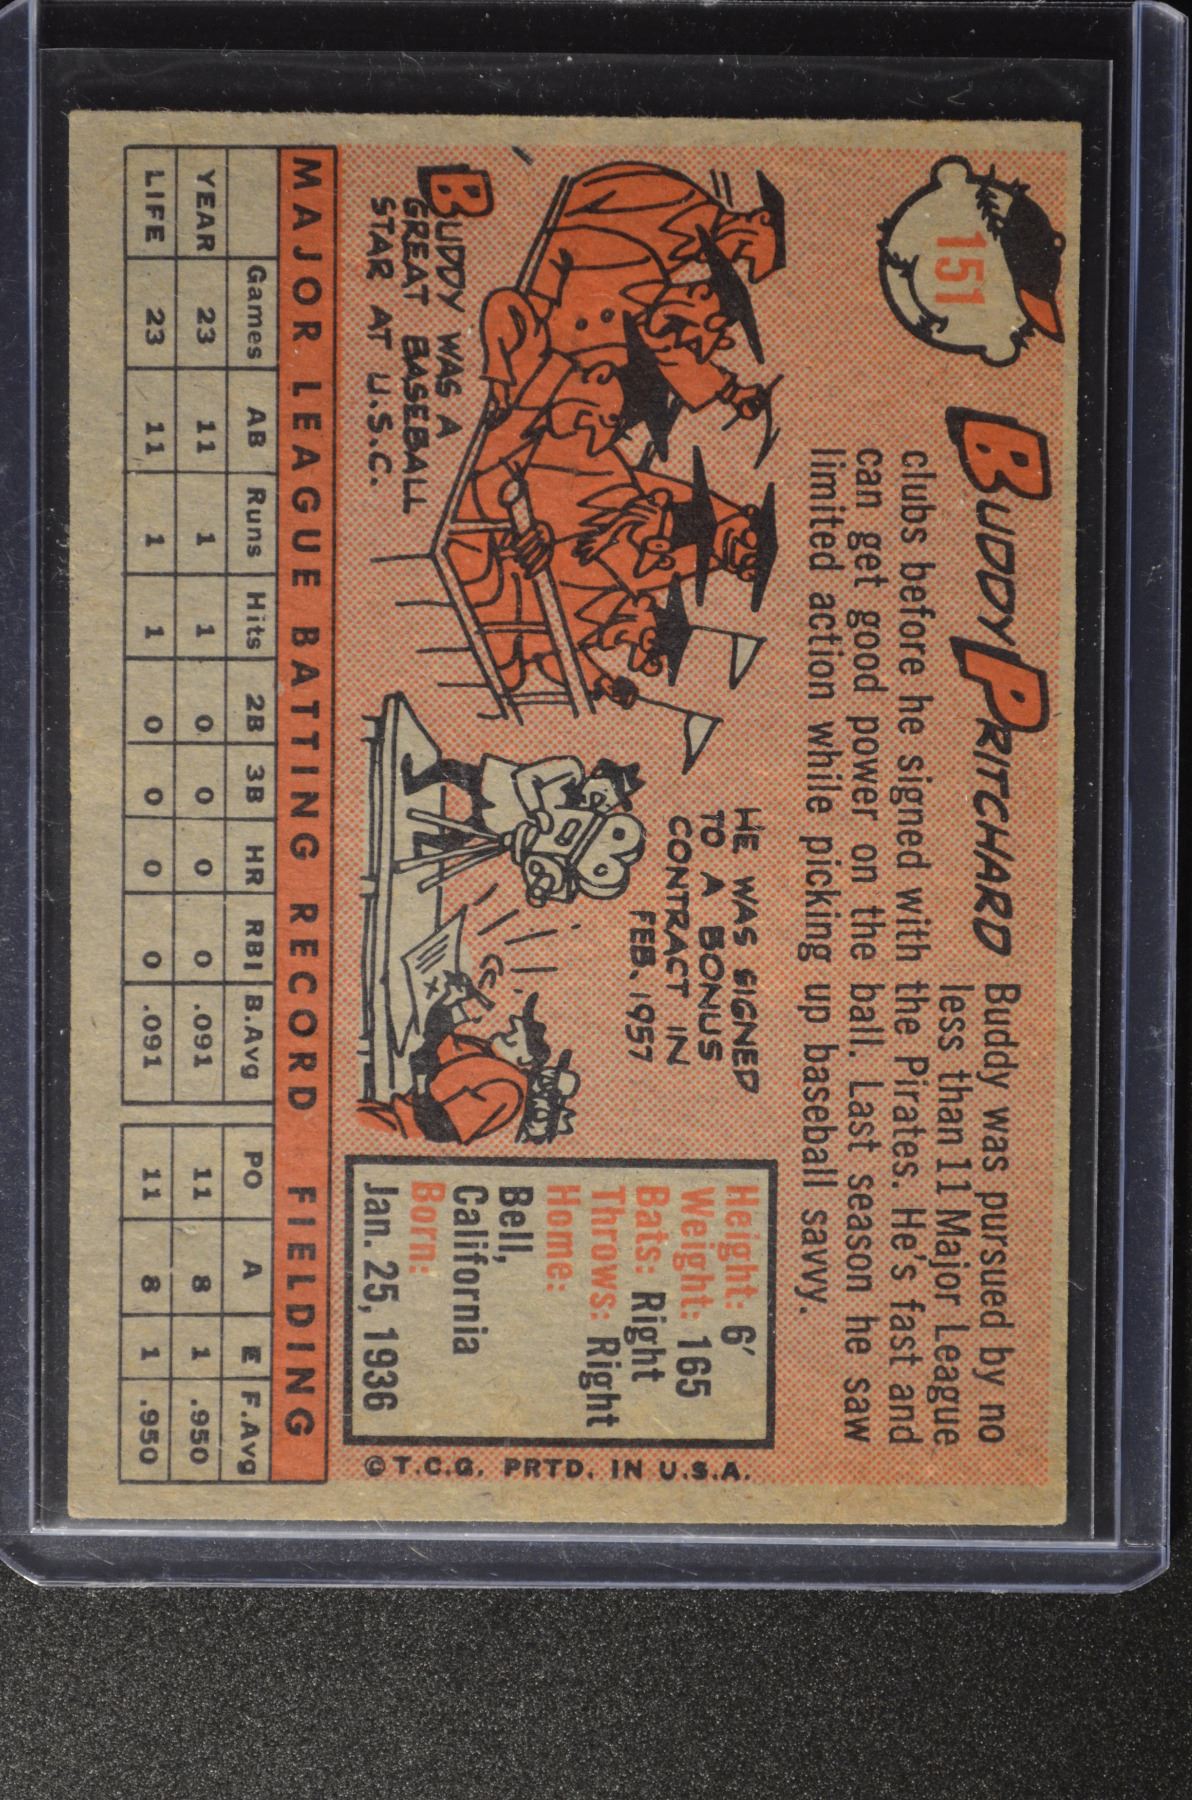 151
BUDDY PRITCHARD
Buddy was pursued by no
less than 11 Major League
clubs before he signed with the Pirates. He's fast and
can get good power on the ball. Last season he saw
limited action while picking up baseball savvy.
HE WAS SIGNED
TO A BONUS
CONTRACT IN
FEB. 1957
BUDDY WAS A
GREAT BASEBALL
STAR AT U.S.C.
Height: 6'
Weight: 165
Bats: Right
Throws: Right
Home:
Bell,
California
Born:
Jan. 25, 1936
© T.C.G. PRTD. IN U.S.A.
MAJOR LEAGUE BATTING RECORD FIELDING
Games AB Runs Hits 2B 3B HR RBI B.Avg PO A E F.Avg
YEAR 23 11 1 1 0 0 0 0 .091 11 8 1 .950
LIFE 23 11 1 1 0 0 0 0 .091 11 8 1 .950